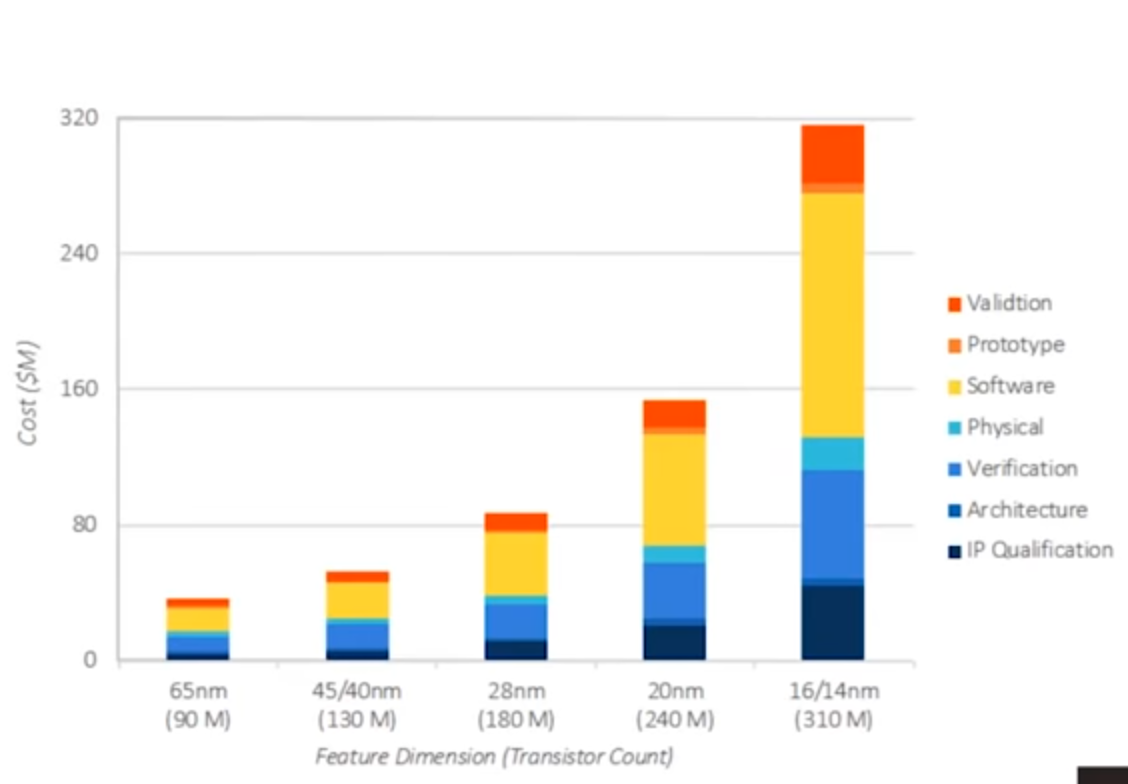 320
240
160
80
0
Cost ($M)
65nm
(90 M)
45/40nm
(130 M)
28nm
(180 M)
20nm
(240 M)
16/14nm
(310 M)
Feature Dimension (Transistor Count)
Validtion
Prototype
Software
Physical
Verification
Architecture
IP Qualification